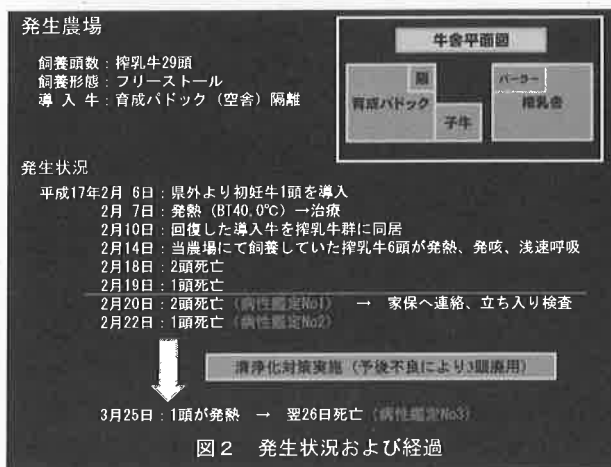 発生農場
飼養頭数:搾乳牛29頭
飼養形態:フリーストール
導 入 牛:育成パドック(空舎)隔離
牛舎平面図
隔
育成パドック
子牛
パーラー
搾乳舎
発生状況
平成17年2月 6日:県外より初妊牛1頭を導入
2月 7日:発熱(BT40.0℃)→治療
2月10日:回復した導入牛を搾乳牛群に同居
2月14日:当農場にて飼養していた搾乳牛6頭が発熱、発咳、浅速呼吸
2月18日:2頭死亡
2月19日:1頭死亡
2月20日:2頭死亡(病性鑑定No1) → 家保へ連絡、立ち入り検査
2月22日:1頭死亡(病性鑑定No2)
清浄化対策実施(予後不良により3頭廃用)
3月25日:1頭が発熱 → 翌26日死亡(病性鑑定No3)
図2 発生状況および経過